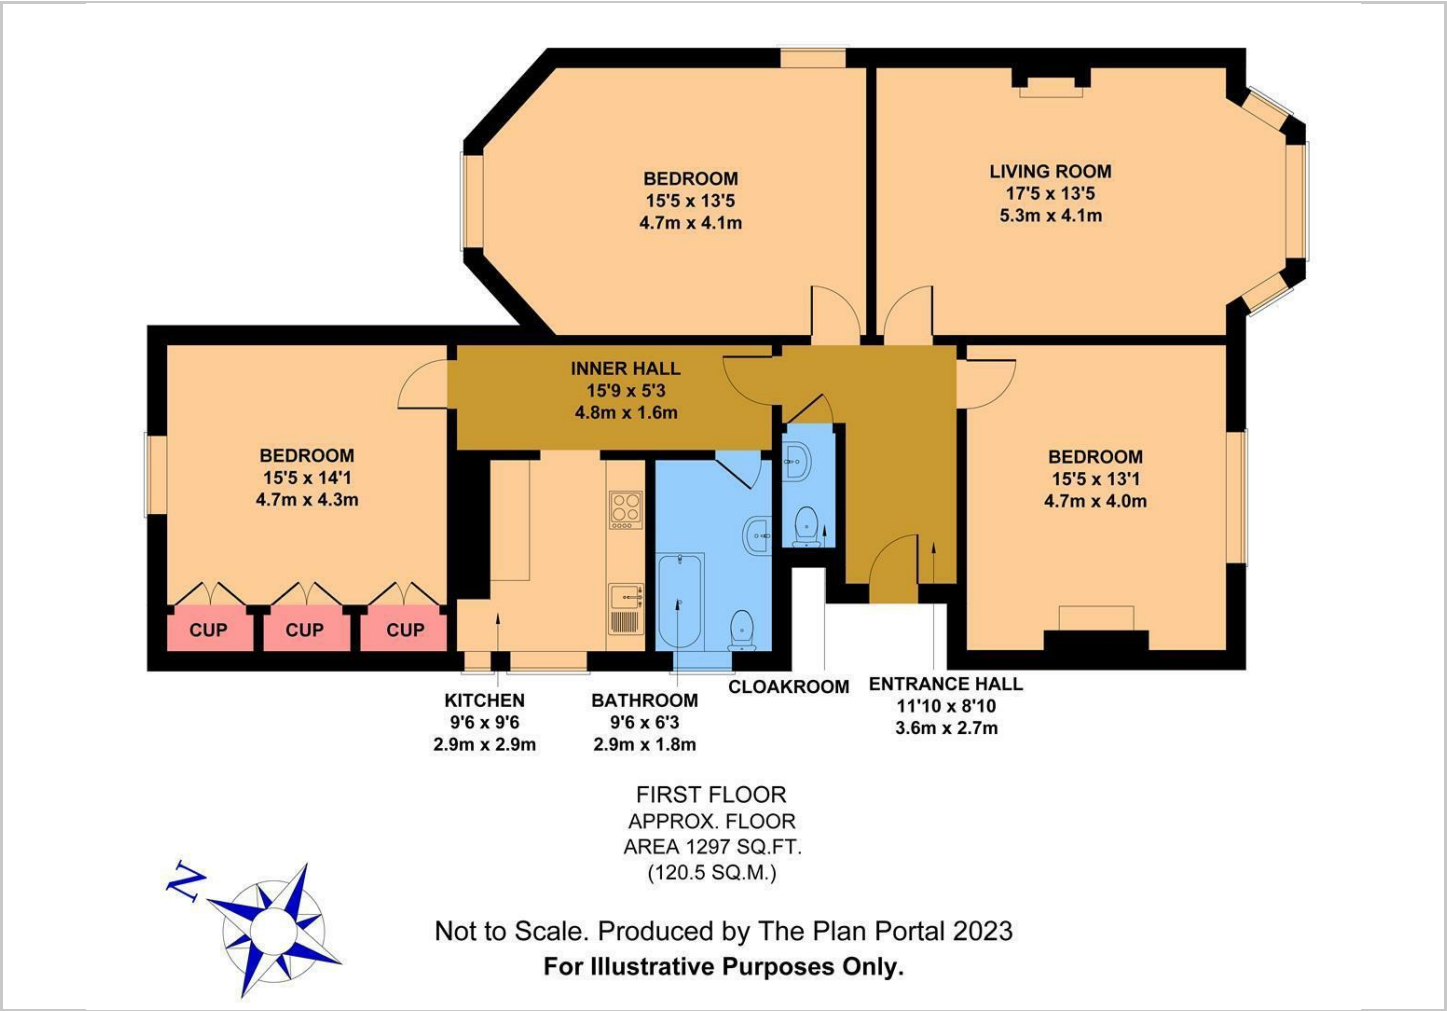 BEDROOM
15'5 x 13'5
4.7m x 4.1m
LIVING ROOM
17'5 x 13'5
5.3m x 4.1m
INNER HALL
15'9 x 5'3
4.8m x 1.6m
BEDROOM
15'5 x 14'1
4.7m x 4.3m
BEDROOM
15'5 x 13'1
4.7m x 4.0m
CUP
CUP
CUP
KITCHEN
9'6 x 9'6
2.9m x 2.9m
BATHROOM
9'6 x 6'3
2.9m x 1.8m
CLOAKROOM
ENTRANCE HALL
11'10 x 8'10
3.6m x 2.7m
FIRST FLOOR
APPROX. FLOOR
AREA 1297 SQ.FT.
(120.5 SQ.M.)
N
Not to Scale. Produced by The Plan Portal 2023
For Illustrative Purposes Only.